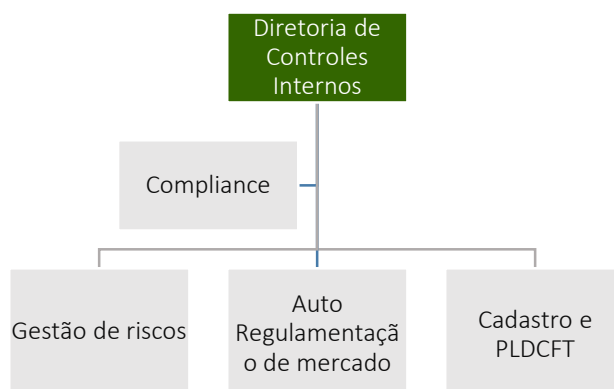 Diretoria de
Controles
Internos
Compliance
Gestão de riscos
Auto
Regulamentaçã
o de mercado
Cadastro e
PLDCFT